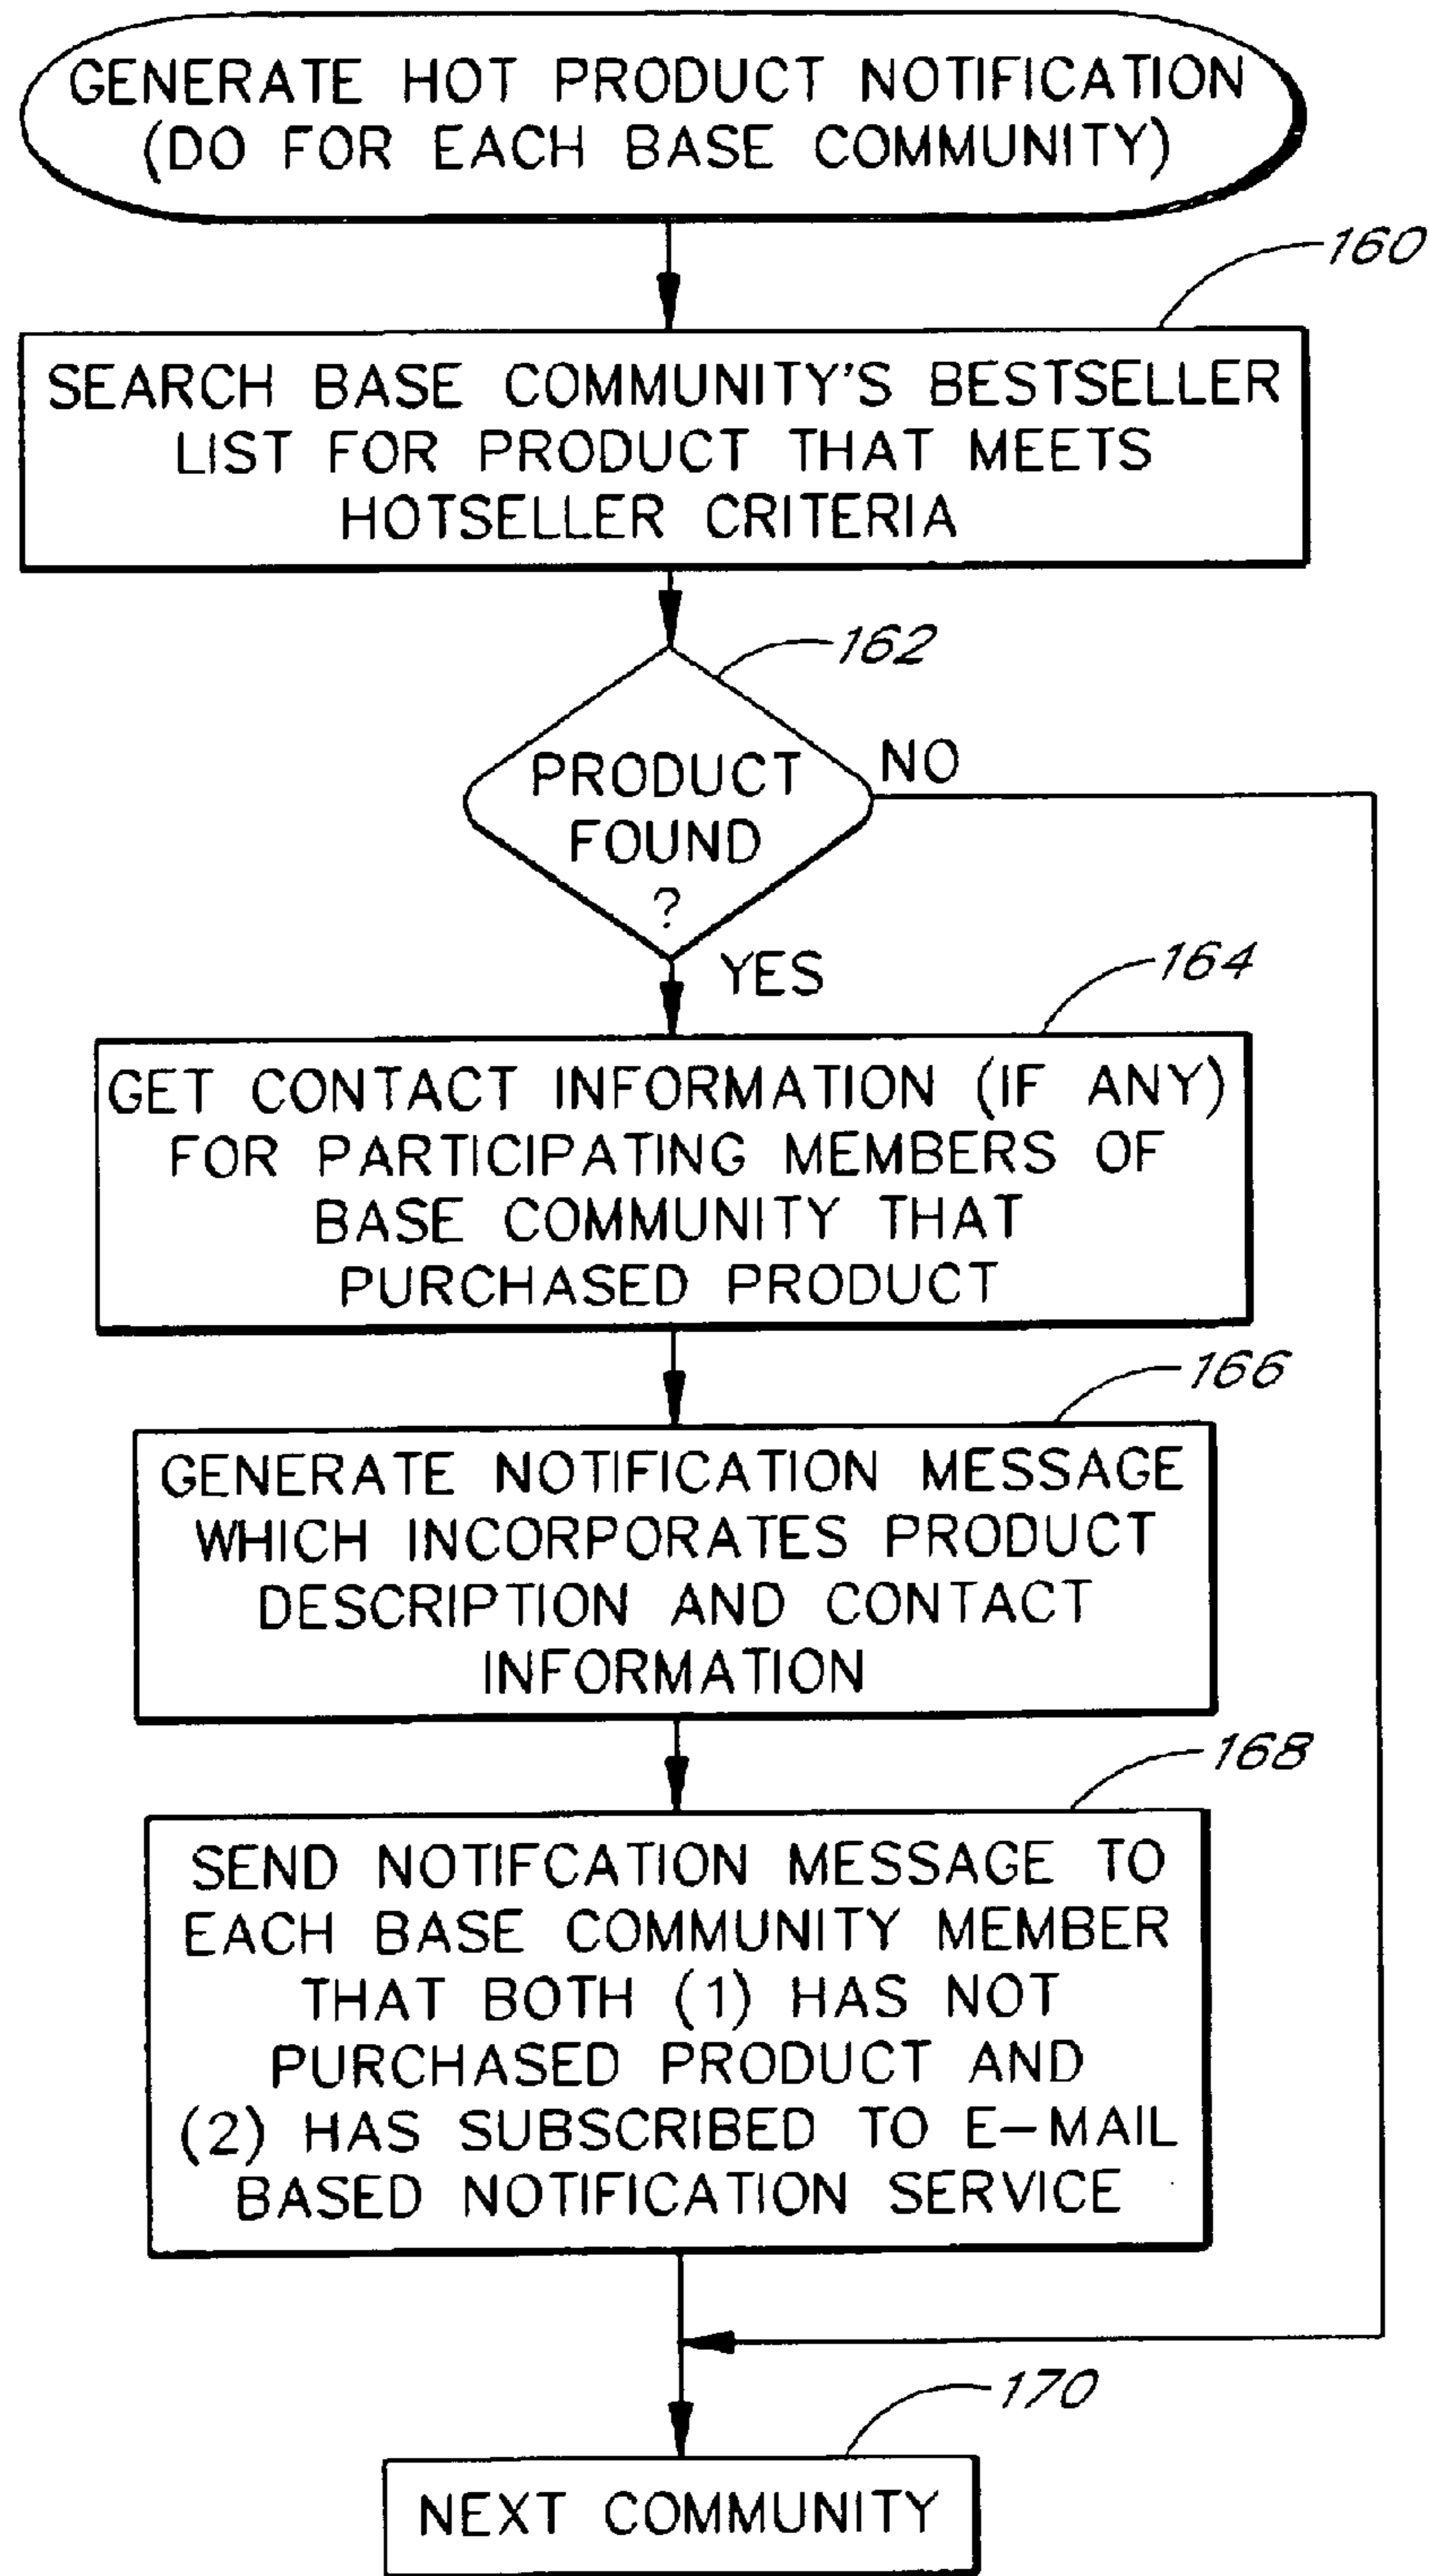 GENERATE HOT PRODUCT NOTIFICATION
(DO FOR EACH BASE COMMUNITY)
160
SEARCH BASE COMMUNITY'S BESTSELLER
LIST FOR PRODUCT THAT MEETS
HOTSELLER CRITERIA
162
PRODUCT
FOUND
?
NO
YES
164
GET CONTACT INFORMATION (IF ANY)
FOR PARTICIPATING MEMBERS OF
BASE COMMUNITY THAT
PURCHASED PRODUCT
166
GENERATE NOTIFICATION MESSAGE
WHICH INCORPORATES PRODUCT
DESCRIPTION AND CONTACT
INFORMATION
168
SEND NOTIFCATION MESSAGE TO
EACH BASE COMMUNITY MEMBER
THAT BOTH (1) HAS NOT
PURCHASED PRODUCT AND
(2) HAS SUBSCRIBED TO E-MAIL
BASED NOTIFICATION SERVICE
170
NEXT COMMUNITY